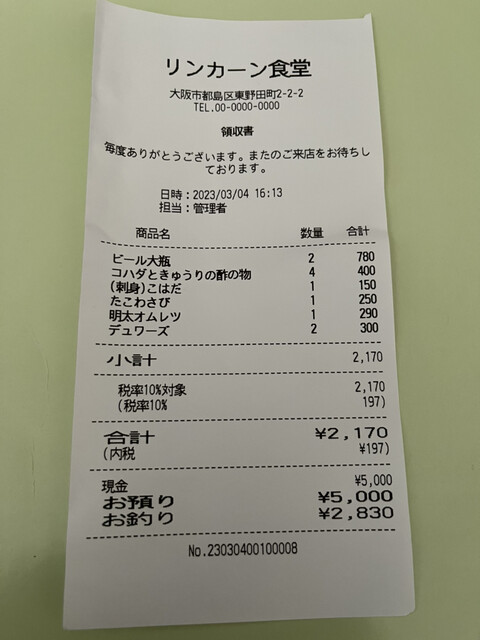 リンカーン食堂
大阪市都島区東野田町2-2-2
TEL.00-0000-0000
領収書
毎度ありがとうございます。またのご来店をお待ちし
ております。
日時：2023/03/04 16:13
担当：管理者
商品名 数量 合計
ビール大瓶 2 780
コハダときゅうりの酢の物 4 400
(刺身)こはだ 1 150
たこわさび 1 250
明太オムレツ 1 290
デュワーズ 2 300
小計 2,170
税率10%対象 2,170
(税率10% 197)
合計 ¥2,170
(内税 ¥197)
現金 ¥5,000
お預り ¥5,000
お釣り ¥2,830
No.23030400100008